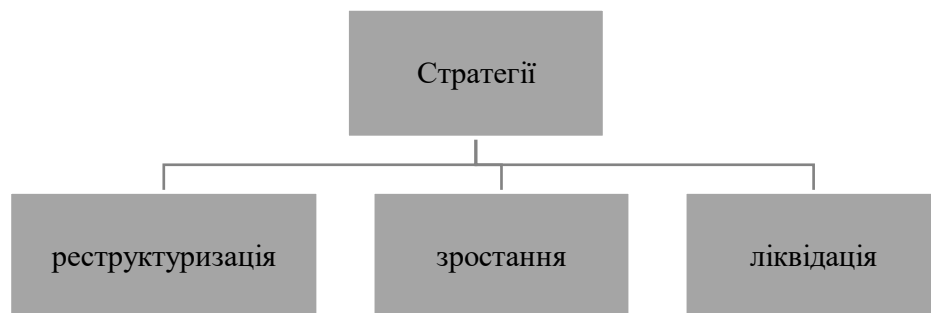 Стратегії
реструктуризація
зростання
ліквідація